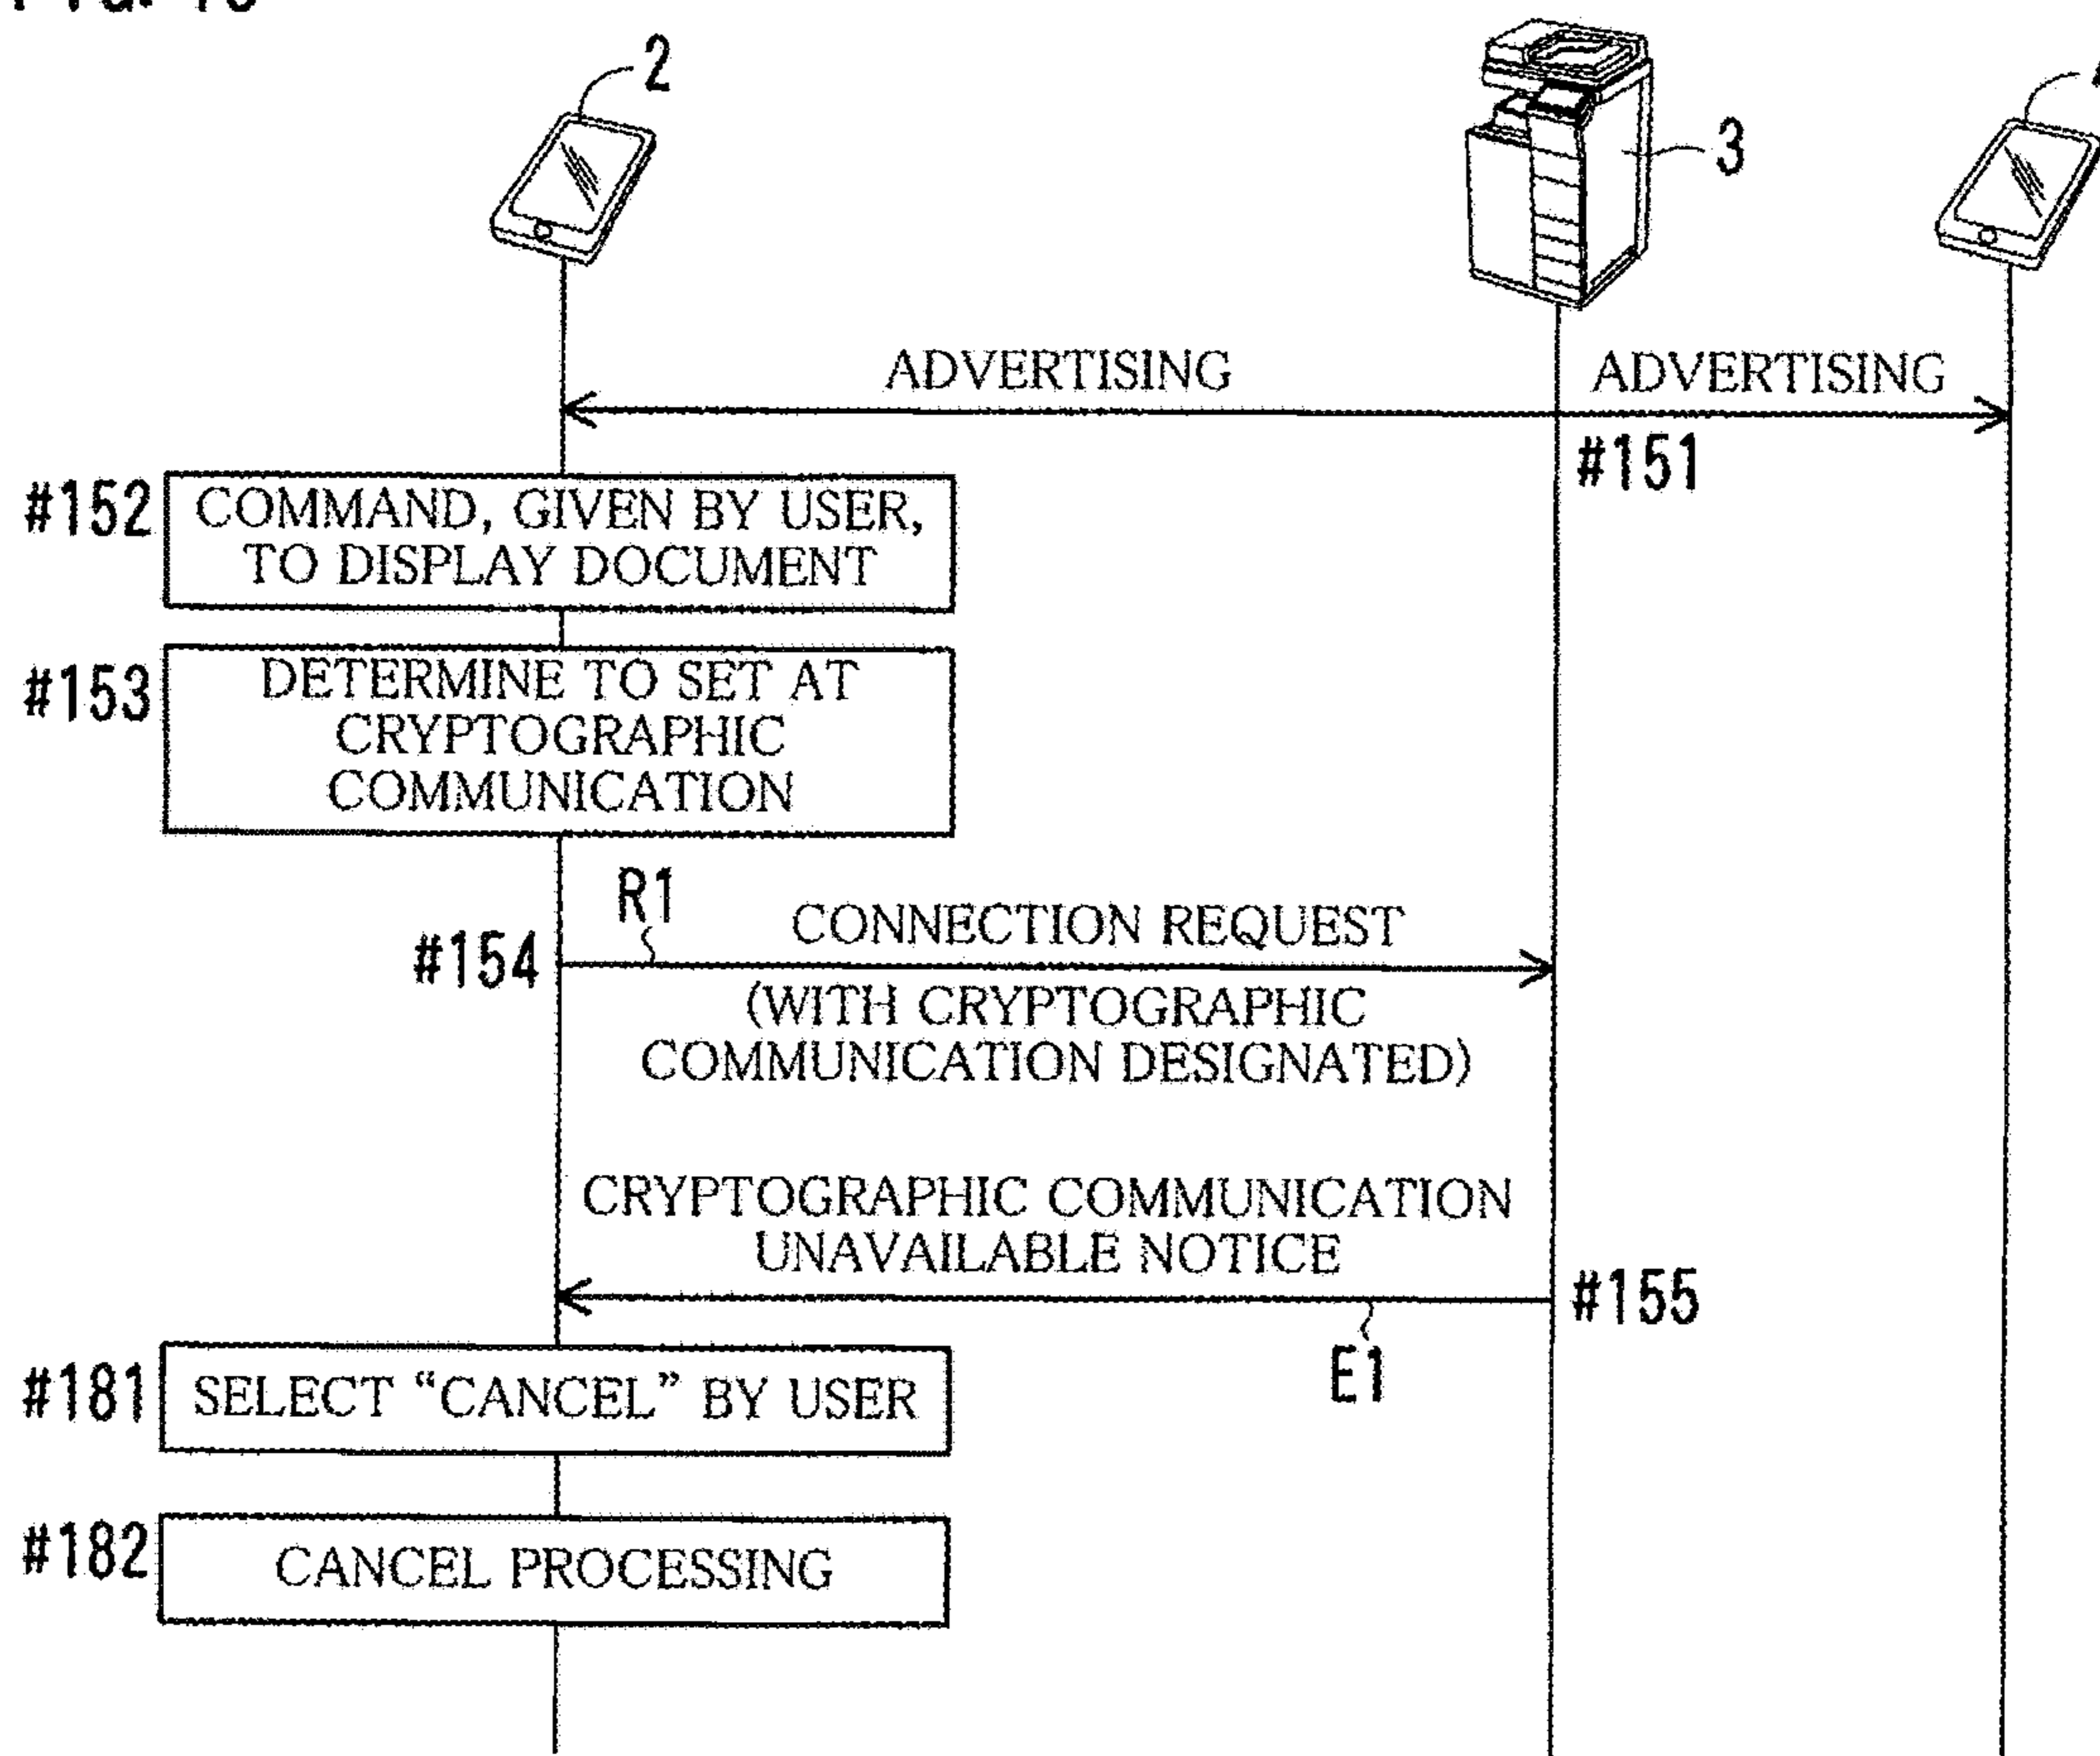 2
3
ADVERTISING
ADVERTISING
#151
#152
COMMAND, GIVEN BY USER,
TO DISPLAY DOCUMENT
#153
DETERMINE TO SET AT
CRYPTOGRAPHIC
COMMUNICATION
R1
#154
CONNECTION REQUEST
(WITH CRYPTOGRAPHIC
COMMUNICATION DESIGNATED)
CRYPTOGRAPHIC COMMUNICATION
UNAVAILABLE NOTICE
#155
E1
#181
SELECT “CANCEL” BY USER
#182
CANCEL PROCESSING